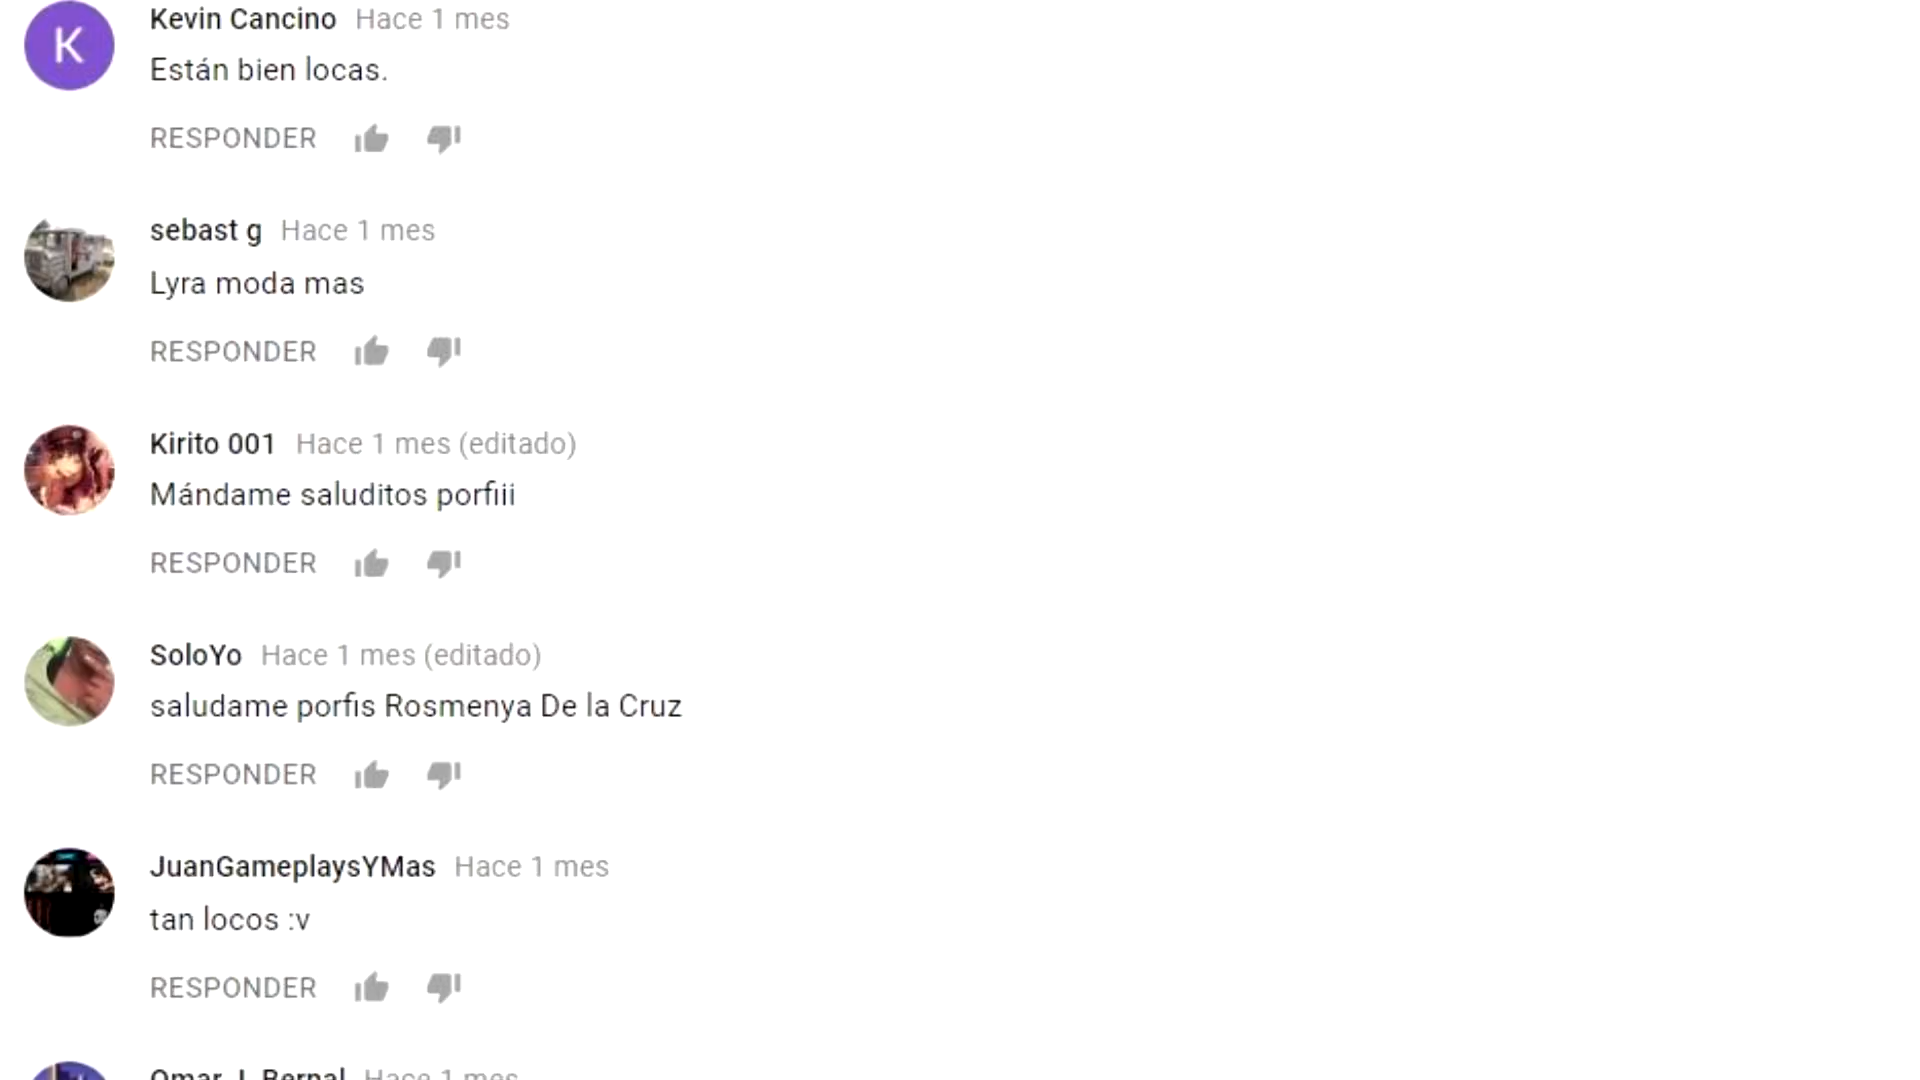 Kevin Cancino Hace 1 mes
Están bien locas.
RESPONDER
sebast g Hace 1 mes
Lyra moda mas
RESPONDER
Kirito 001 Hace 1 mes (editado)
Mándame saluditos porfiii
RESPONDER
SoloYo Hace 1 mes (editado)
saludame porfis Rosmenya De la Cruz
RESPONDER
JuanGameplaysYMas Hace 1 mes
tan locos :v
RESPONDER
Omar J. Bernal Hace 1 mes